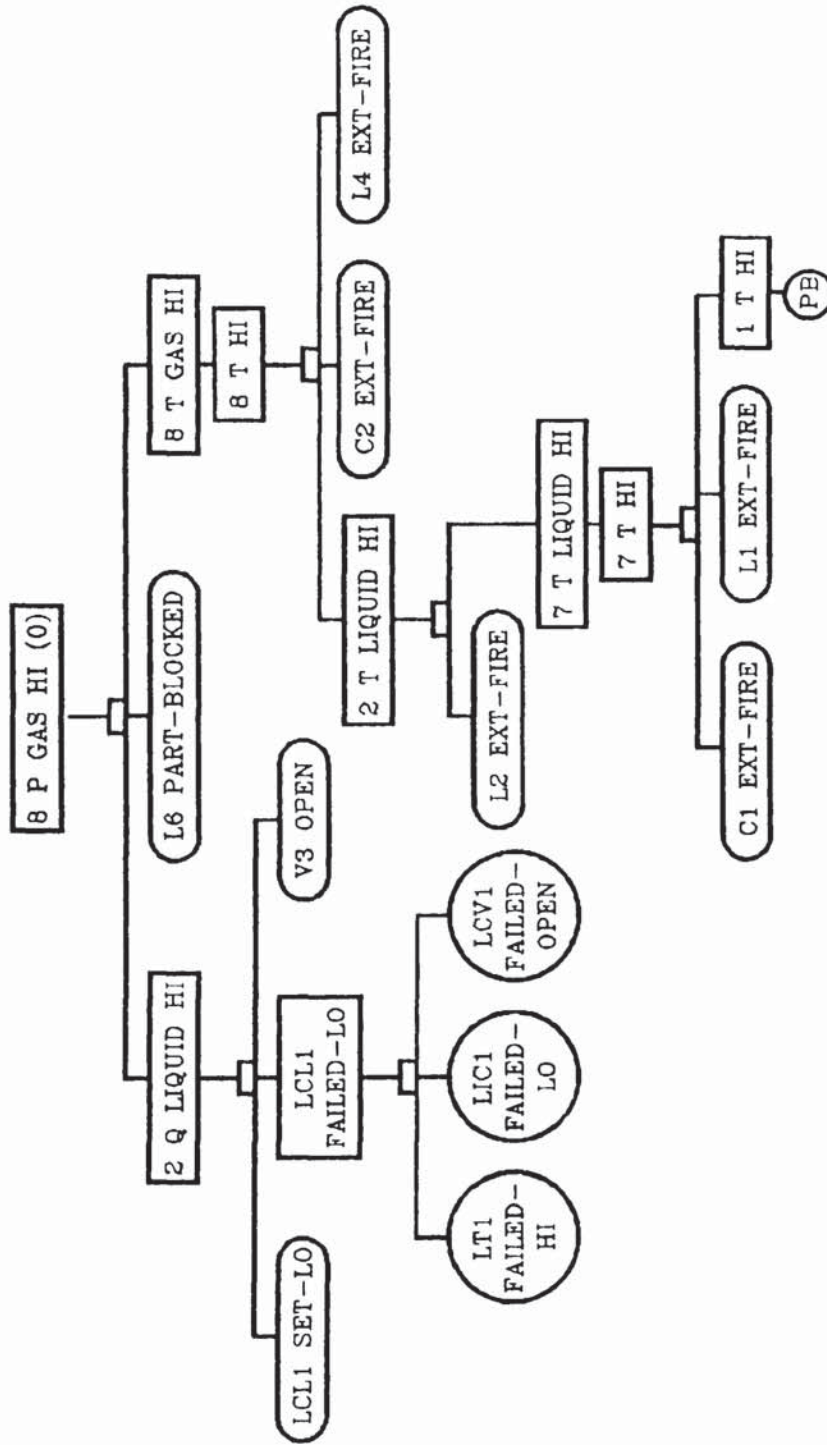 8 P GAS HI (0)
2 Q LIQUID HI
L6 PART-BLOCKED
8 T GAS HI
8 T HI
LCL1 SET-LO
LCL1
FAILED-LO
V3 OPEN
2 T LIQUID HI
C2 EXT-FIRE
L4 EXT-FIRE
LT1
FAILED-
HI
LIC1
FAILED-
LO
LCV1
FAILED-
OPEN
L2 EXT-FIRE
7 T LIQUID HI
7 T HI
C1 EXT-FIRE
L1 EXT-FIRE
1 T HI
PB